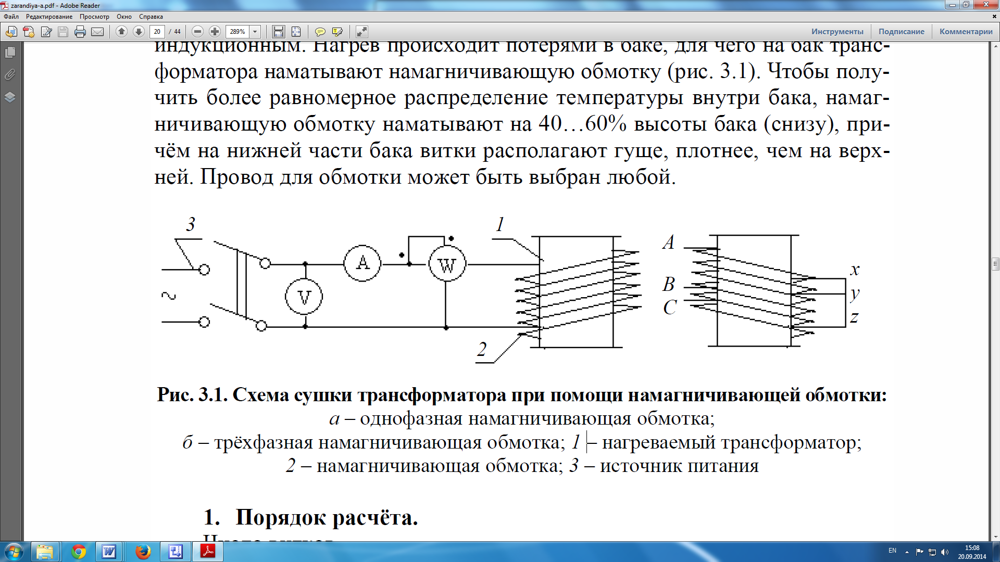 zarandiya-a.pdf - Adobe Reader
Файл Редактирование Просмотр Окно Справка
20 / 44 289% Инструменты Подписание Комментарии
индукционным. Нагрев происходит потерями в баке, для чего на бак транс-
форматора наматывают намагничивающую обмотку (рис. 3.1). Чтобы полу-
чить более равномерное распределение температуры внутри бака, намаг-
ничивающую обмотку наматывают на 40…60% высоты бака (снизу), при-
чём на нижней части бака витки располагают гуще, плотнее, чем на верх-
ней. Провод для обмотки может быть выбран любой.
3 1
A
A W
x
B
V
y
C
z
~
2
Рис. 3.1. Схема сушки трансформатора при помощи намагничивающей обмотки:
а – однофазная намагничивающая обмотка;
б – трёхфазная намагничивающая обмотка; 1 – нагреваемый трансформатор;
2 – намагничивающая обмотка; 3 – источник питания
1. Порядок расчёта.
Число витков
EN 15:08
20.09.2014